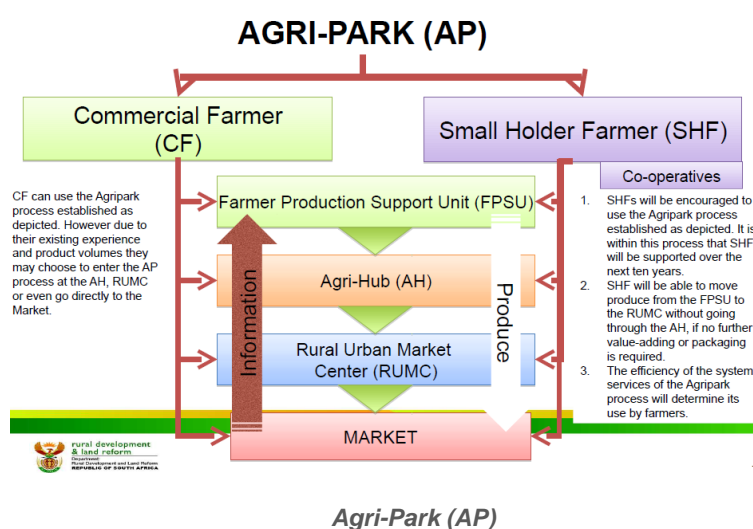 AGRI-PARK (AP)
Commercial Farmer
(CF)
Small Holder Farmer (SHF)
Co-operatives
CF can use the Agripark
process established as
depicted. However due to
their existing experience
and product volumes they
may choose to enter the AP
process at the AH, RUMC
or even go directly to the
Market.
Farmer Production Support Unit (FPSU)
Agri-Hub (AH)
Rural Urban Market
Center (RUMC)
MARKET
Information
Produce
1. SHFs will be encouraged to
use the Agripark process
established as depicted. It is
within this process that SHF
will be supported over the
next ten years.
2. SHF will be able to move
produce from the FPSU to
the RUMC without going
through the AH, if no further
value-adding or packaging
is required.
3. The efficiency of the system
services of the Agripark
process will determine its
use by farmers.
rural development
& land reform
Department:
Rural Development and Land Reform
REPUBLIC OF SOUTH AFRICA
Agri-Park (AP)